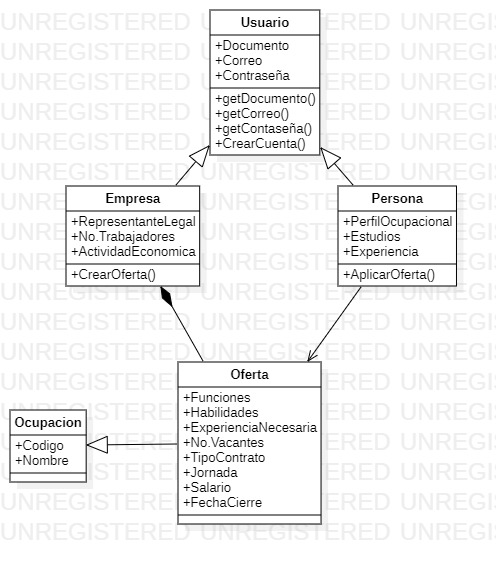 Usuario
+Documento
+Correo
+Contraseña
+getDocumento()
+getCorreo()
+getContaseña()
+CrearCuenta()
Empresa
+RepresentanteLegal
+No.Trabajadores
+ActividadEconomica
+CrearOferta()
Persona
+PerfilOcupacional
+Estudios
+Experiencia
+AplicarOferta()
Oferta
+Funciones
+Habilidades
+ExperienciaNecesaria
+No.Vacantes
+TipoContrato
+Jornada
+Salario
+FechaCierre
Ocupacion
+Codigo
+Nombre
UNREGISTERED UNREGISTERED UNREGISTERED